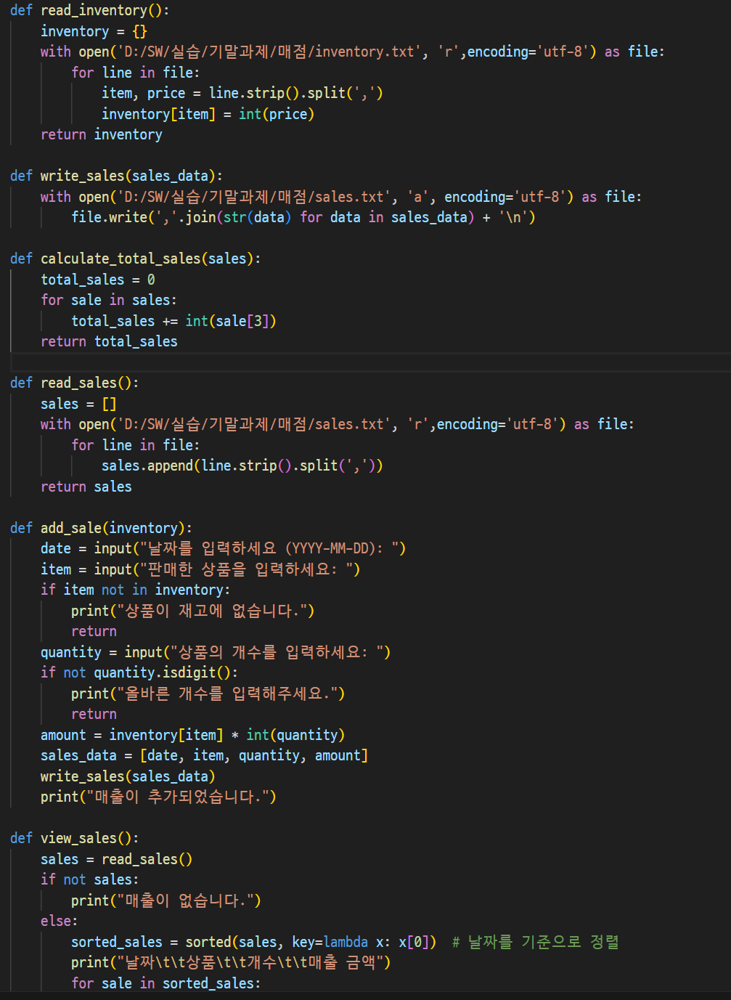 def read_inventory():
    inventory = {}
    with open('D:/SW/실습/기말과제/매점/inventory.txt', 'r',encoding='utf-8') as file:
        for line in file:
            item, price = line.strip().split(',')
            inventory[item] = int(price)
    return inventory

def write_sales(sales_data):
    with open('D:/SW/실습/기말과제/매점/sales.txt', 'a', encoding='utf-8') as file:
        file.write(','.join(str(data) for data in sales_data) + '\n')

def calculate_total_sales(sales):
    total_sales = 0
    for sale in sales:
        total_sales += int(sale[3])
    return total_sales

def read_sales():
    sales = []
    with open('D:/SW/실습/기말과제/매점/sales.txt', 'r',encoding='utf-8') as file:
        for line in file:
            sales.append(line.strip().split(','))
    return sales

def add_sale(inventory):
    date = input("날짜를 입력하세요 (YYYY-MM-DD): ")
    item = input("판매한 상품을 입력하세요: ")
    if item not in inventory:
        print("상품이 재고에 없습니다.")
        return
    quantity = input("상품의 개수를 입력하세요: ")
    if not quantity.isdigit():
        print("올바른 개수를 입력해주세요.")
        return
    amount = inventory[item] * int(quantity)
    sales_data = [date, item, quantity, amount]
    write_sales(sales_data)
    print("매출이 추가되었습니다.")

def view_sales():
    sales = read_sales()
    if not sales:
        print("매출이 없습니다.")
    else:
        sorted_sales = sorted(sales, key=lambda x: x[0])  # 날짜를 기준으로 정렬
        print("날짜\t\t상품\t\t개수\t\t매출 금액")
        for sale in sorted_sales: